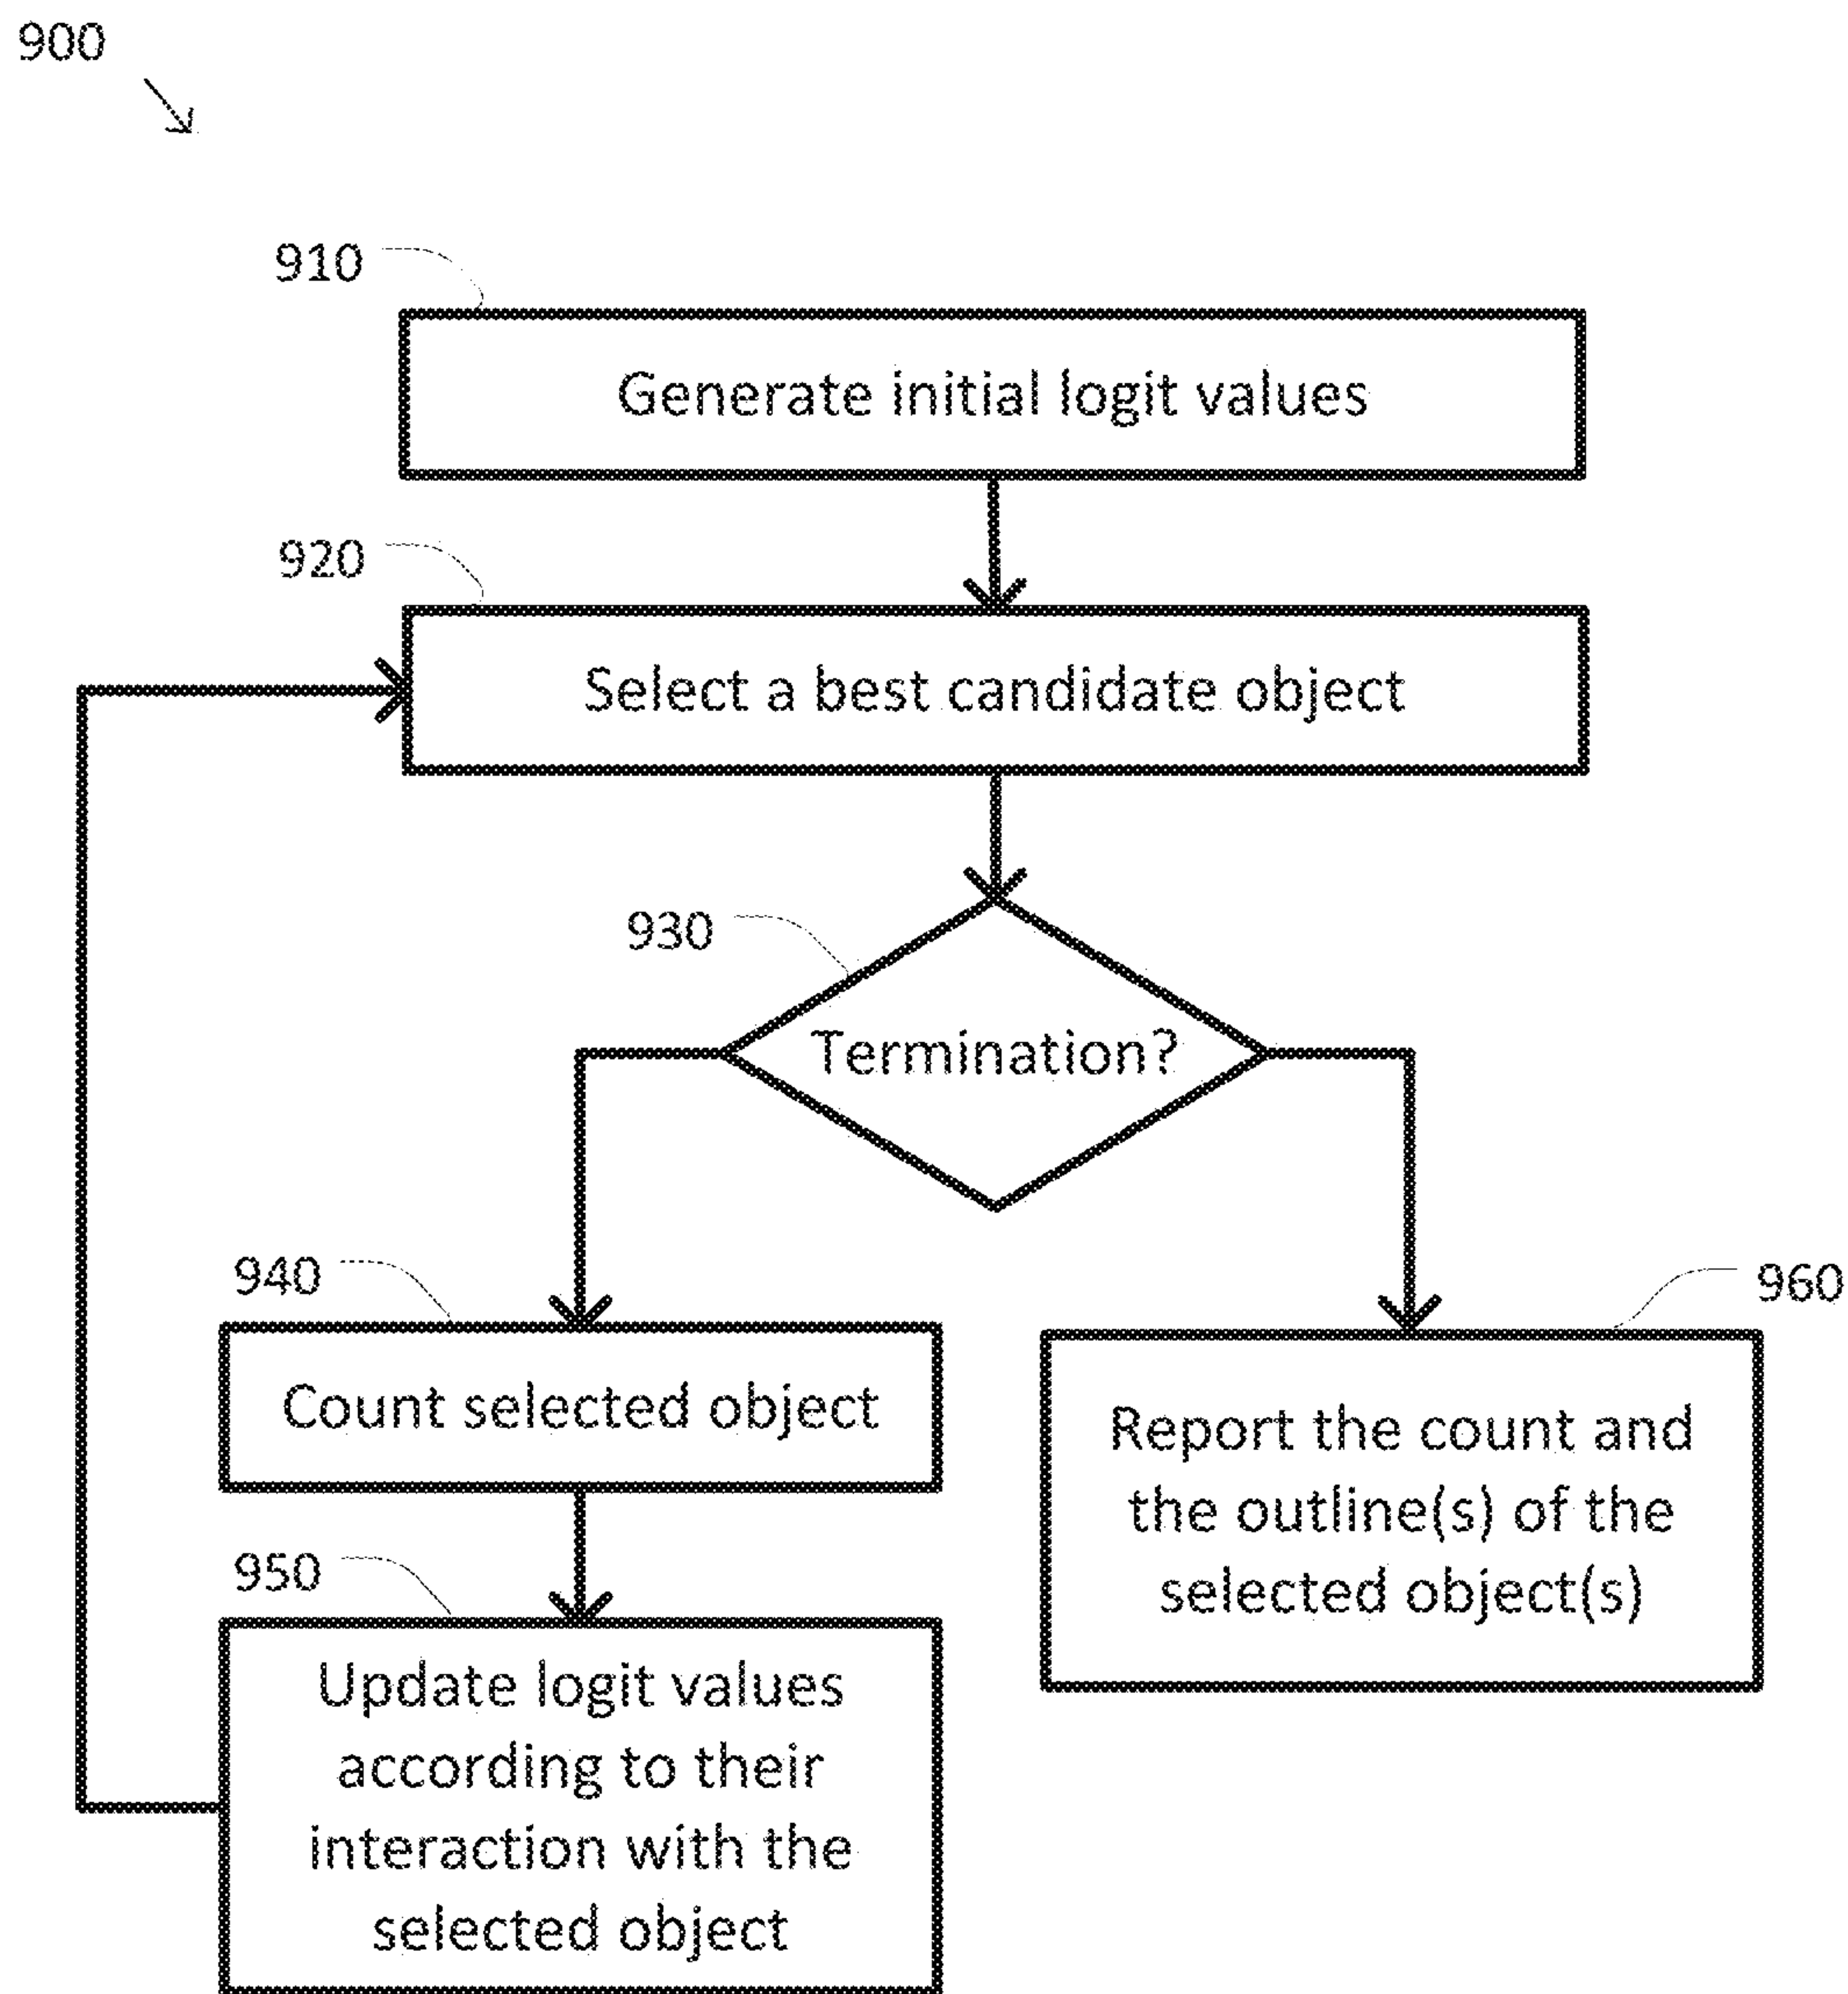 900
910
Generate initial logit values
920
Select a best candidate object
930
Termination?
940
Count selected object
960
Report the count and
the outline(s) of the
selected object(s)
950
Update logit values
according to their
interaction with the
selected object